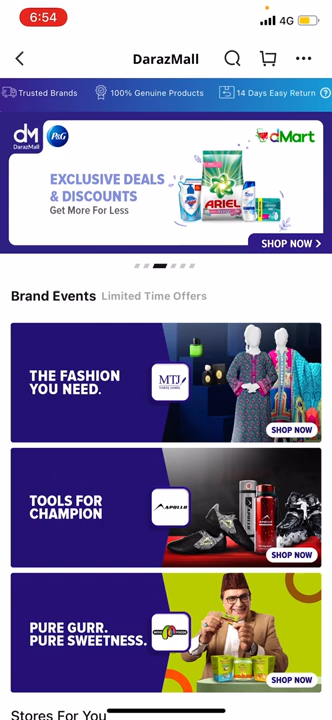 6:54
4G
DarazMall
Trusted Brands
100% Genuine Products
14 Days Easy Return
dM
DarazMall
P&G
dMart
EXCLUSIVE DEALS
& DISCOUNTS
Get More For Less
ARIEL
SHOP NOW
Brand Events Limited Time Offers
THE FASHION
YOU NEED.
MTJ
SHOP NOW
TOOLS FOR
CHAMPION
APOLLO
SHOP NOW
PURE GURR.
PURE SWEETNESS.
SHOP NOW
Stores For You